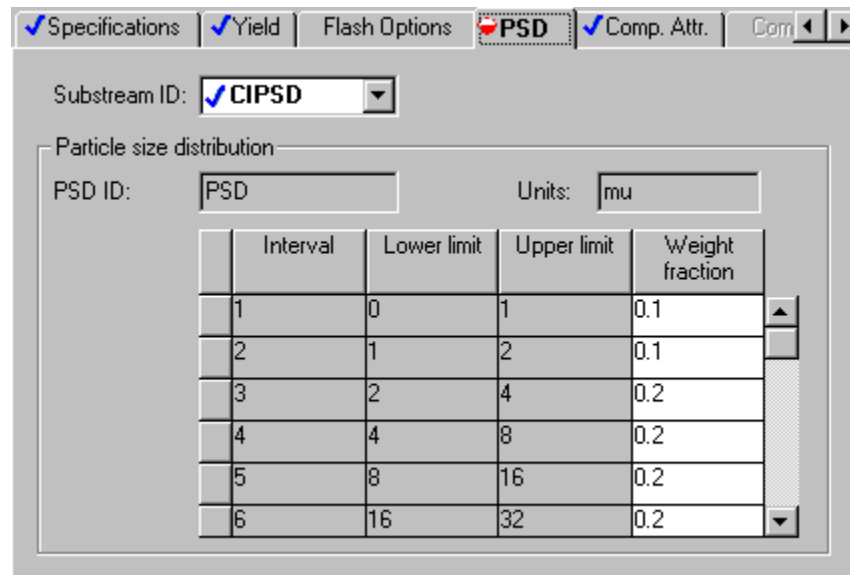 Specifications Yield Flash Options PSD Comp. Attr. Com
Substream ID: CIPSD
Particle size distribution
PSD ID: PSD Units: mu
Interval Lower limit Upper limit Weight fraction
1 0 1 0.1
2 1 2 0.1
3 2 4 0.2
4 4 8 0.2
5 8 16 0.2
6 16 32 0.2